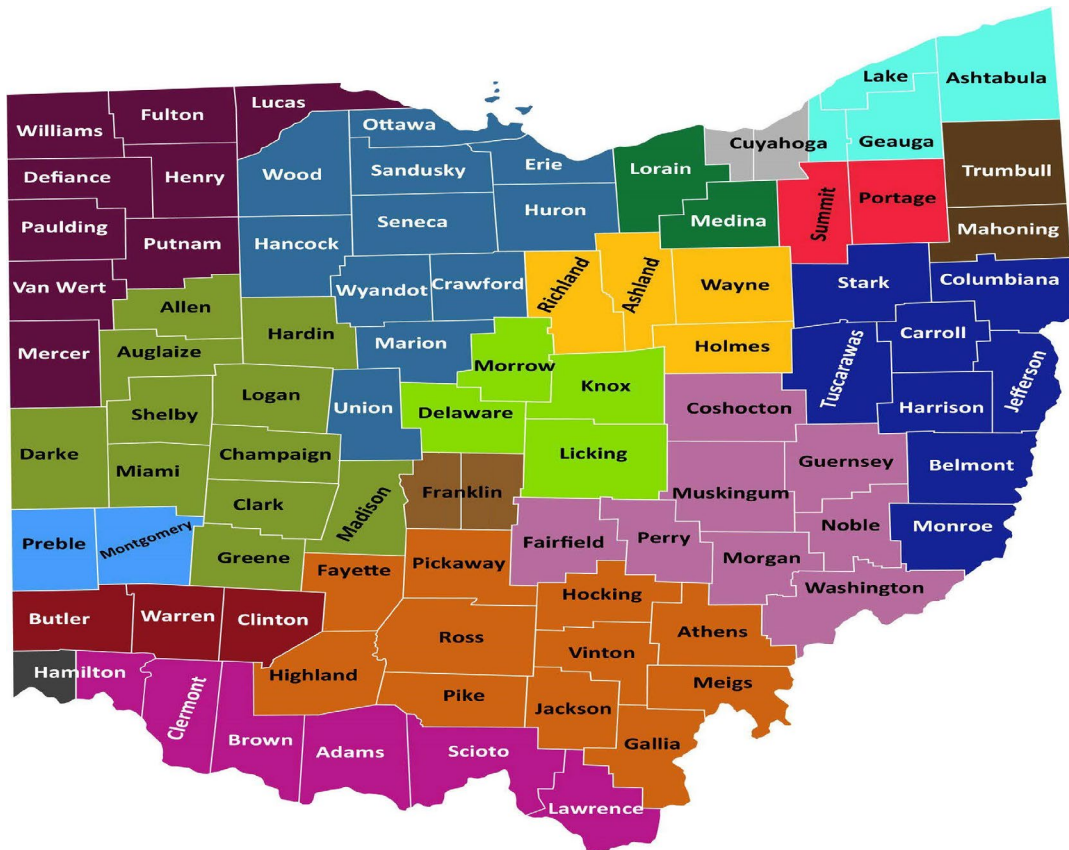 Lake
Ashtabula
Lucas
Fulton
Williams
Ottawa
Cuyahoga
Geauga
Erie
Sandusky
Lorain
Trumbull
Wood
Defiance
Henry
Portage
Summit
Huron
Paulding
Seneca
Medina
Mahoning
Putnam
Hancock
Richland
Ashland
Wayne
Stark
Columbiana
Van Wert
Wyandot
Crawford
Allen
Hardin
Carroll
Mercer
Auglaize
Marion
Holmes
Morrow
Tuscarawas
Jefferson
Knox
Logan
Union
Delaware
Coshocton
Harrison
Shelby
Darke
Champaign
Licking
Guernsey
Belmont
Miami
Franklin
Muskingum
Clark
Madison
Noble
Monroe
Preble
Montgomery
Fairfield
Perry
Greene
Pickaway
Morgan
Fayette
Washington
Hocking
Butler
Warren
Clinton
Ross
Athens
Vinton
Hamilton
Highland
Meigs
Clermont
Pike
Jackson
Brown
Adams
Scioto
Gallia
Lawrence